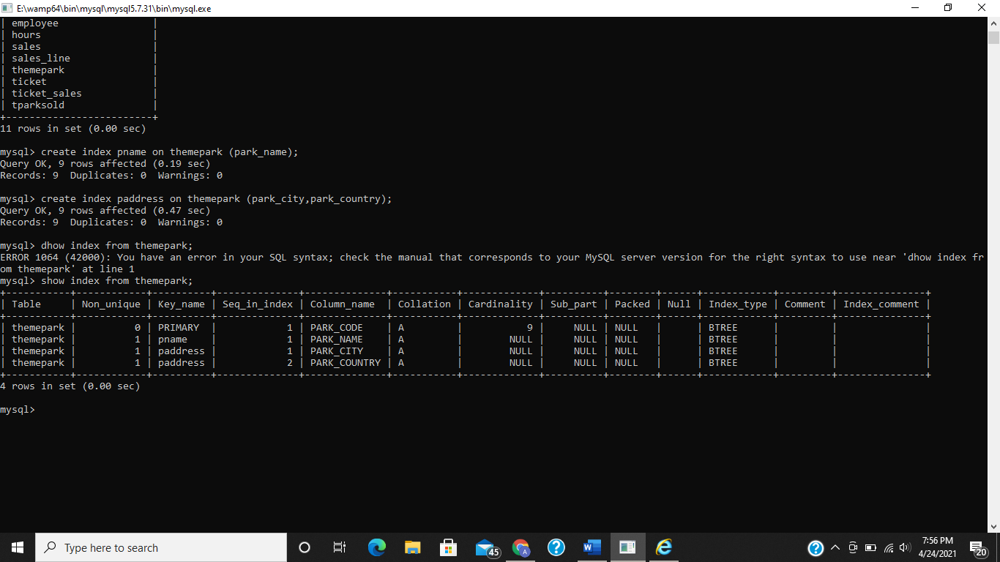 E:\wamp64\bin\mysql\mysql5.7.31\bin\mysql.exe
| employee                |
| hours                   |
| sales                   |
| sales_line              |
| themepark               |
| ticket                  |
| ticket_sales            |
| tparksold               |
+-------------------------+
11 rows in set (0.00 sec)

mysql> create index pname on themepark (park_name);
Query OK, 9 rows affected (0.19 sec)
Records: 9  Duplicates: 0  Warnings: 0

mysql> create index paddress on themepark (park_city,park_country);
Query OK, 9 rows affected (0.47 sec)
Records: 9  Duplicates: 0  Warnings: 0

mysql> dhow index from themepark;
ERROR 1064 (42000): You have an error in your SQL syntax; check the manual that corresponds to your MySQL server version for the right syntax to use near 'dhow index fr
om themepark' at line 1
mysql> show index from themepark;
+-----------+------------+----------+--------------+--------------+-----------+-------------+----------+--------+------+------------+---------+---------------+
| Table     | Non_unique | Key_name | Seq_in_index | Column_name  | Collation | Cardinality | Sub_part | Packed | Null | Index_type | Comment | Index_comment |
+-----------+------------+----------+--------------+--------------+-----------+-------------+----------+--------+------+------------+---------+---------------+
| themepark |          0 | PRIMARY  |            1 | PARK_CODE    | A         |           9 |     NULL | NULL   |      | BTREE      |         |               |
| themepark |          1 | pname    |            1 | PARK_NAME    | A         |        NULL |     NULL | NULL   |      | BTREE      |         |               |
| themepark |          1 | paddress |            1 | PARK_CITY    | A         |        NULL |     NULL | NULL   |      | BTREE      |         |               |
| themepark |          1 | paddress |            2 | PARK_COUNTRY | A         |        NULL |     NULL | NULL   |      | BTREE      |         |               |
+-----------+------------+----------+--------------+--------------+-----------+-------------+----------+--------+------+------------+---------+---------------+
4 rows in set (0.00 sec)

mysql>
Type here to search
45
A
7:56 PM
4/24/2021
20